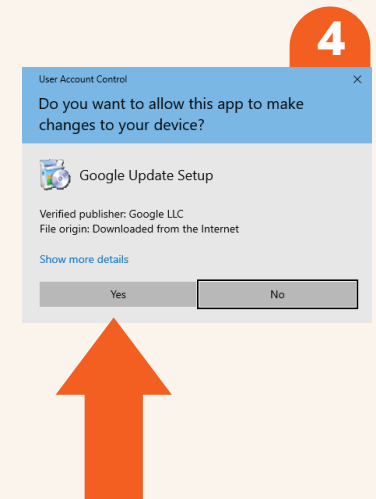 4
User Account Control
Do you want to allow this app to make
changes to your device?
Google Update Setup
Verified publisher: Google LLC
File origin: Downloaded from the Internet
Show more details
Yes
No